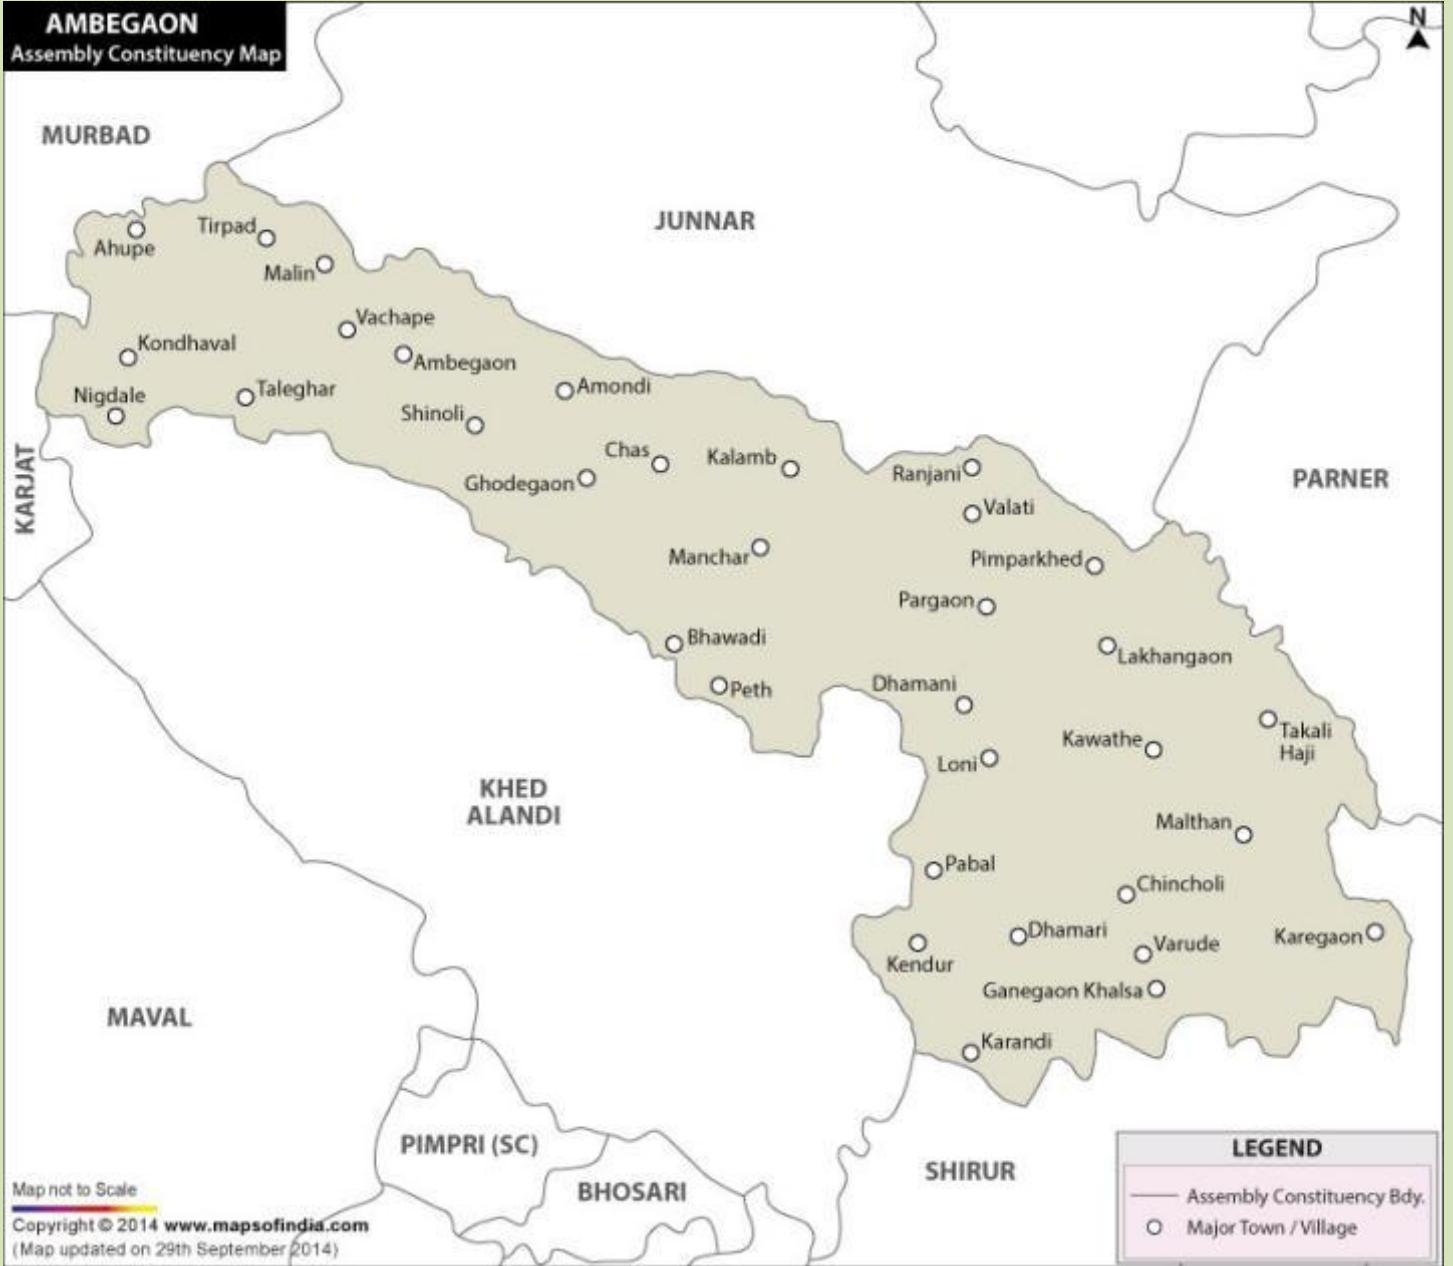 AMBEGAON
Assembly Constituency Map
N
MURBAD
JUNNAR
Tirpad
Ahupe
Malin
Vachape
Kondhaval
Ambegaon
Nigdale
Taleghar
Amondi
Shinoli
KARJAT
Chas
Kalamb
Ghodegaon
Ranjani
PARNER
Valati
Manchar
Pimparkhed
Pargaon
Bhawadi
Lakhangaon
Peth
Dhamani
Takali
Haji
Kawathe
Loni
KHED
ALANDI
Malthan
Pabal
Chincholi
Dhamari
Varude
Karegaon
Kendur
Ganegaon Khalsa
MAVAL
Karandi
PIMPRI (SC)
BHOSARI
SHIRUR
LEGEND
Assembly Constituency Bdy.
Major Town / Village
Map not to Scale
Copyright © 2014 www.mapsofindia.com
(Map updated on 29th September 2014)